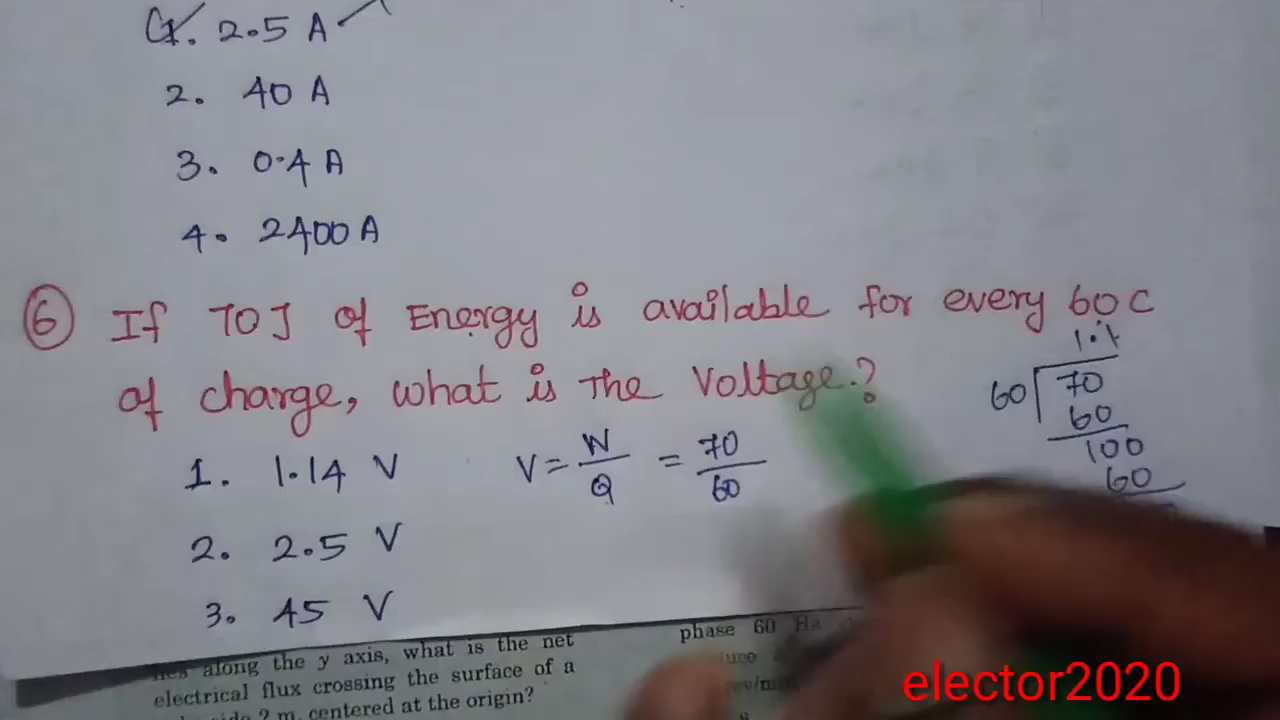 1. 2.5 A
2. 40 A
3. 0.4 A
4. 2400 A
6 If 70J of Energy is available for every 60C
of charge, what is the Voltage.?
1. 1.14 V
2. 2.5 V
3. 45 V
V = W/Q = 70/60
1.1
60 70
60
100
60
along the y axis, what is the net
electrical flux crossing the surface of a
2 m, centered at the origin?
phase 60
elector2020